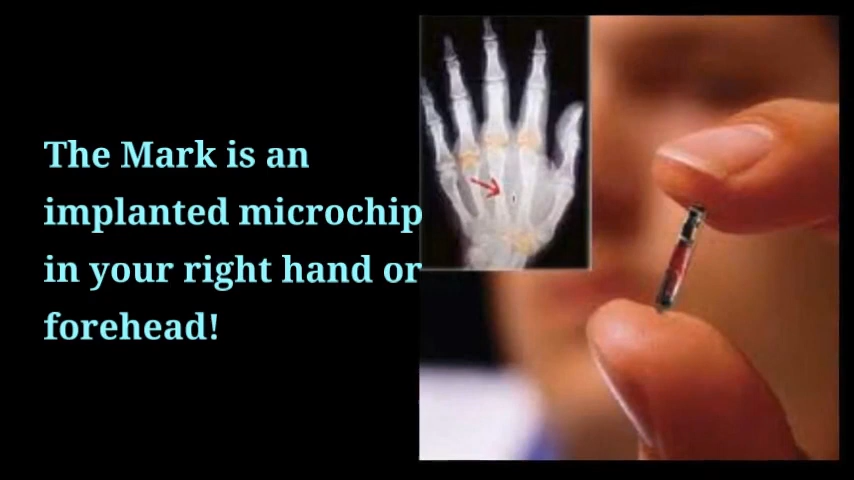 The Mark is an
implanted microchip
in your right hand or
forehead!